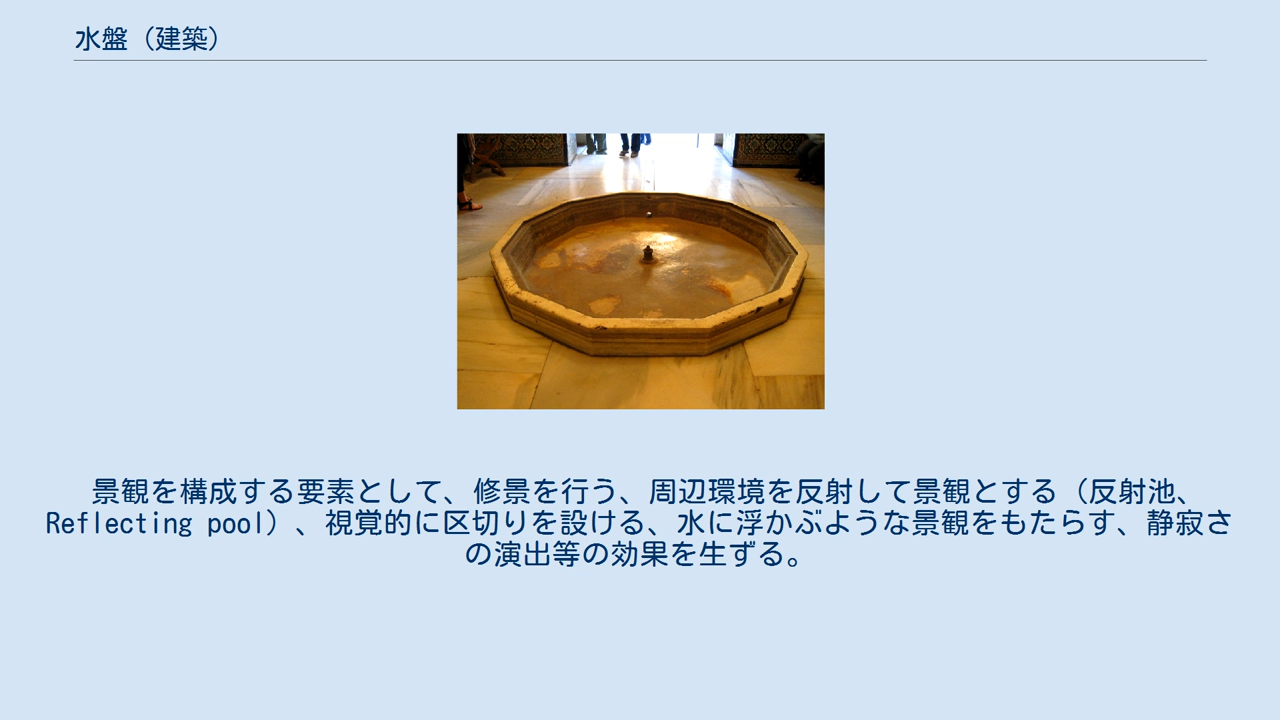 水盤（建築）
景観を構成する要素として、修景を行う、周辺環境を反射して景観とする（反射池、
Reflecting pool）、視覚的に区切りを設ける、水に浮かぶような景観をもたらす、静寂さ
の演出等の効果を生ずる。